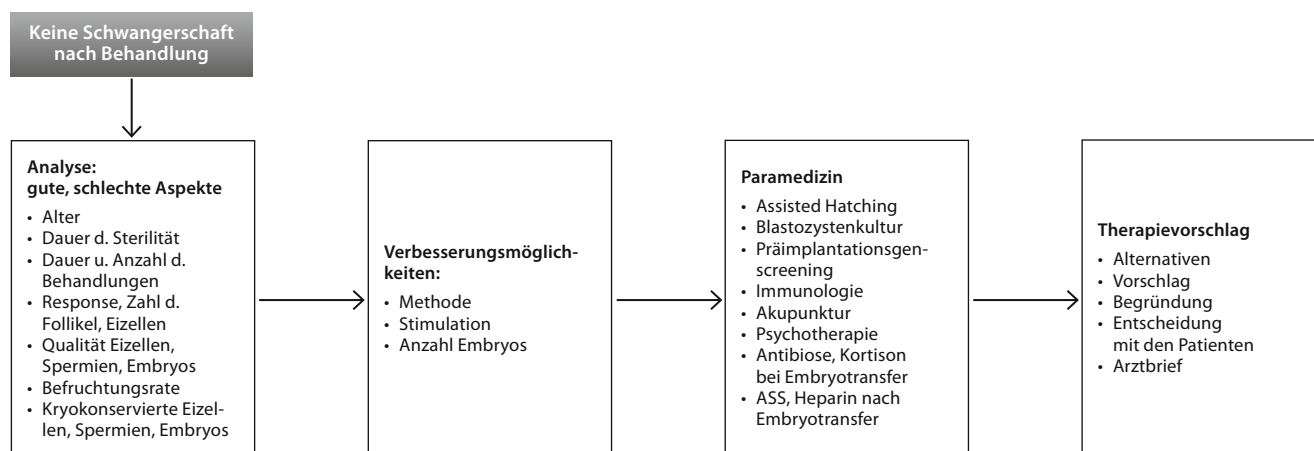 Keine Schwangerschaft
nach Behandlung
Analyse:
gute, schlechte Aspekte
• Alter
• Dauer d. Sterilität
• Dauer u. Anzahl d.
Behandlungen
• Response, Zahl d.
Follikel, Eizellen
• Qualität Eizellen,
Spermien, Embryos
• Befruchtungsrate
• Kryokonservierte Eizel-
len, Spermien, Embryos
Verbesserungsmöglich-
keiten:
• Methode
• Stimulation
• Anzahl Embryos
Paramedizin
• Assisted Hatching
• Blastozystenkultur
• Präimplantationsgen-
screening
• Immunologie
• Akupunktur
• Psychotherapie
• Antibiose, Kortison
bei Embryotransfer
• ASS, Heparin nach
Embryotransfer
Therapievorschlag
• Alternativen
• Vorschlag
• Begründung
• Entscheidung
mit den Patienten
• Arztbrief